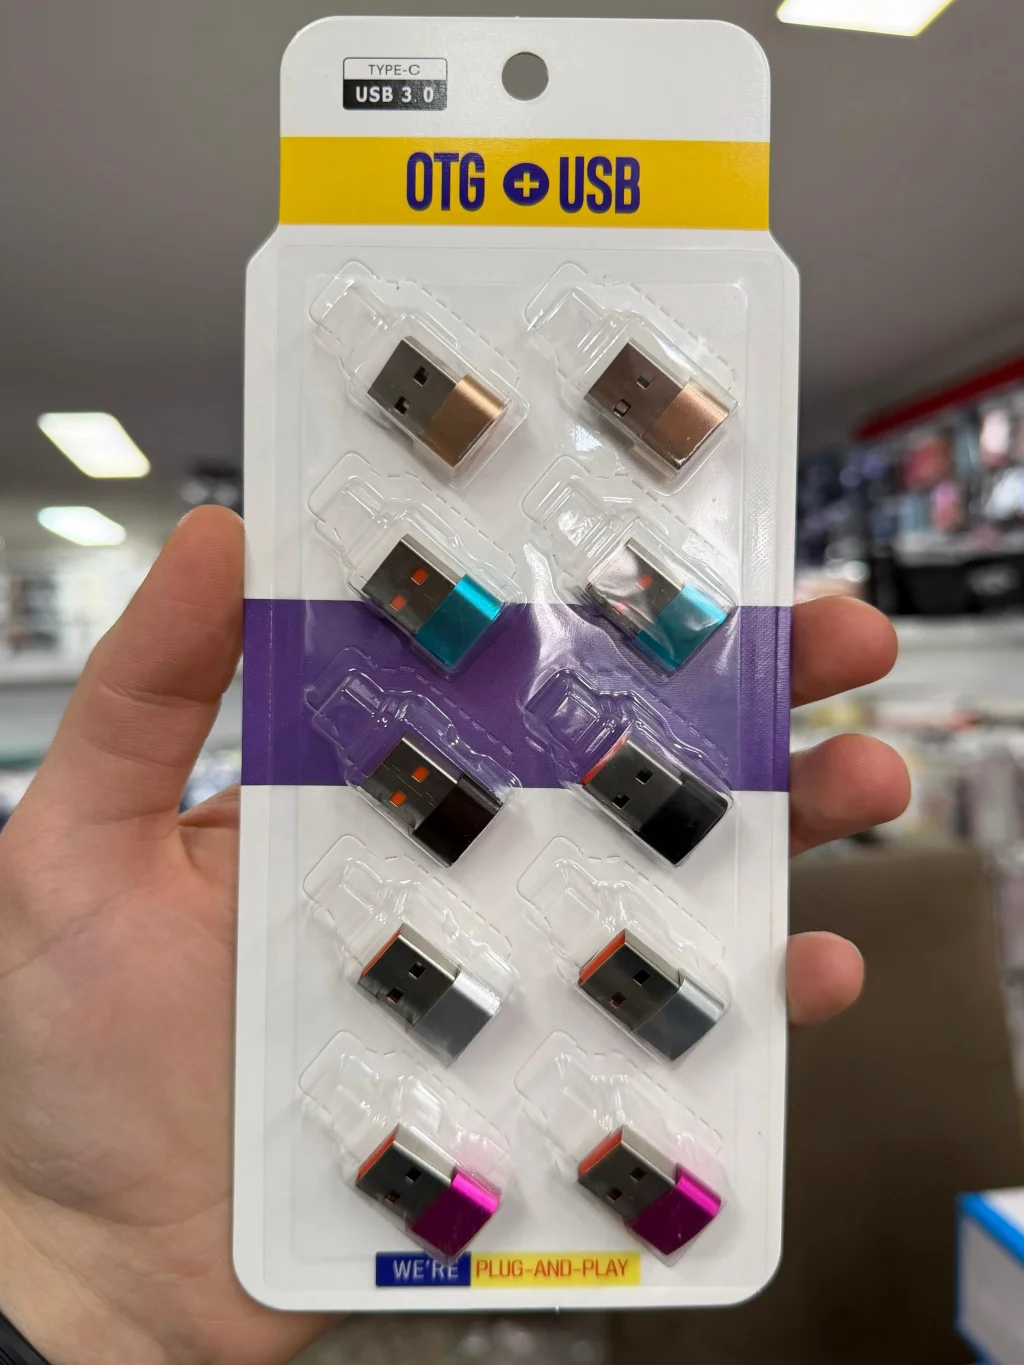 TYPE-C
USB 3.0
OTG + USB
WE'RE PLUG-AND-PLAY